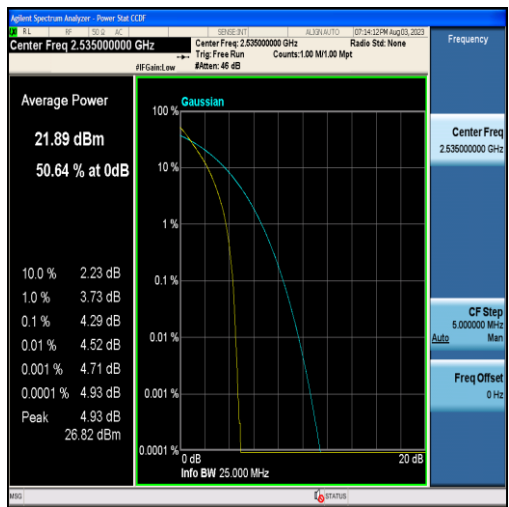 Agilent Spectrum Analyzer - Power Stat CCDF
RL RF 50 Ω AC SENSE:INT ALIGN AUTO 07:14:12 PM Aug 03, 2023
Center Freq 2.535000000 GHz
Center Freq: 2.535000000 GHz Radio Std: None
Trig: Free Run Counts:1.00 M/1.00 Mpt
#IFGain:Low #Atten: 46 dB
Frequency
Average Power
21.89 dBm
50.64 % at 0dB
10.0 % 2.23 dB
1.0 % 3.73 dB
0.1 % 4.29 dB
0.01 % 4.52 dB
0.001 % 4.71 dB
0.0001 % 4.93 dB
Peak 4.93 dB
26.82 dBm
Gaussian
100 %
10 %
1 %
0.1 %
0.01 %
0.001 %
0.0001 %
0 dB 20 dB
Info BW 25.000 MHz
Center Freq
2.535000000 GHz
CF Step
5.000000 MHz
Auto Man
Freq Offset
0 Hz
MSG STATUS